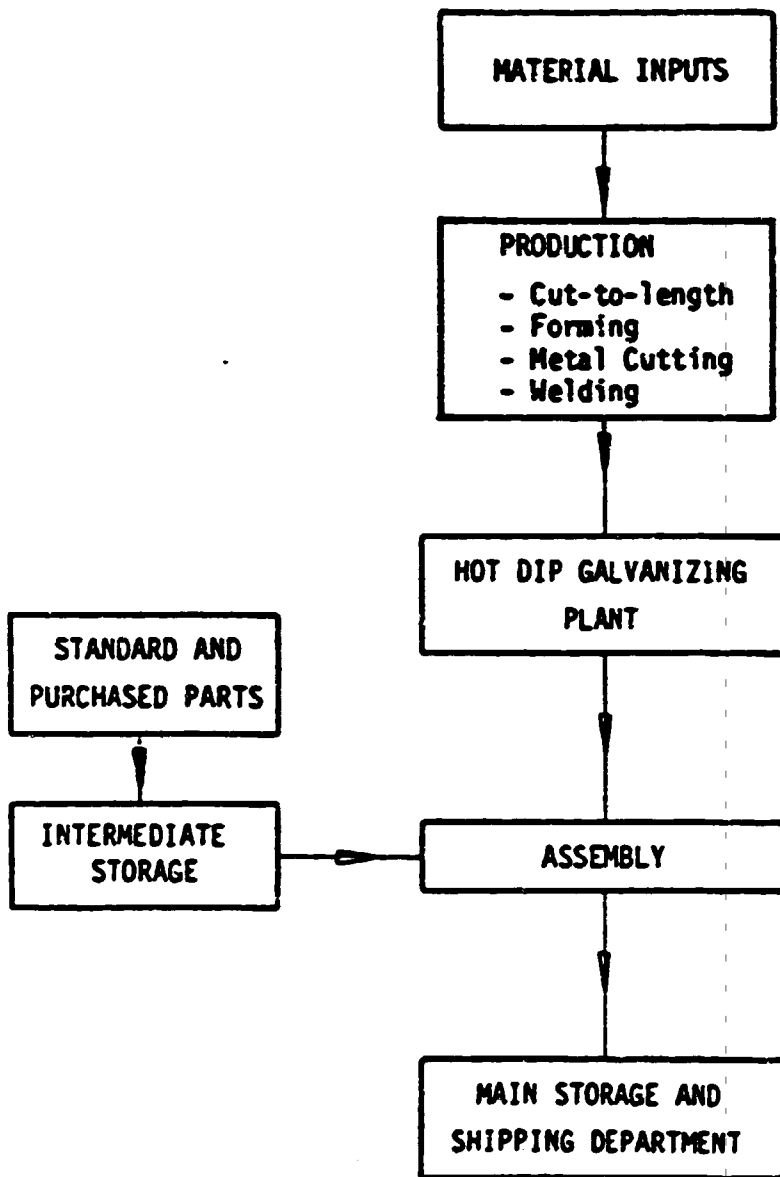 MATERIAL INPUTS
PRODUCTION
- Cut-to-length
- Forming
- Metal Cutting
- Welding
HOT DIP GALVANIZING
PLANT
STANDARD AND
PURCHASED PARTS
INTERMEDIATE
STORAGE
ASSEMBLY
MAIN STORAGE AND
SHIPPING DEPARTMENT